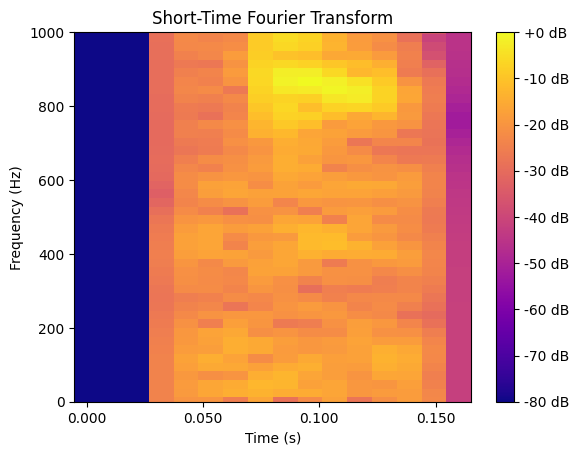 Short-Time Fourier Transform
1000
800
600
400
200
0
Frequency (Hz)
0.000
0.050
0.100
0.150
Time (s)
+0 dB
-10 dB
-20 dB
-30 dB
-40 dB
-50 dB
-60 dB
-70 dB
-80 dB